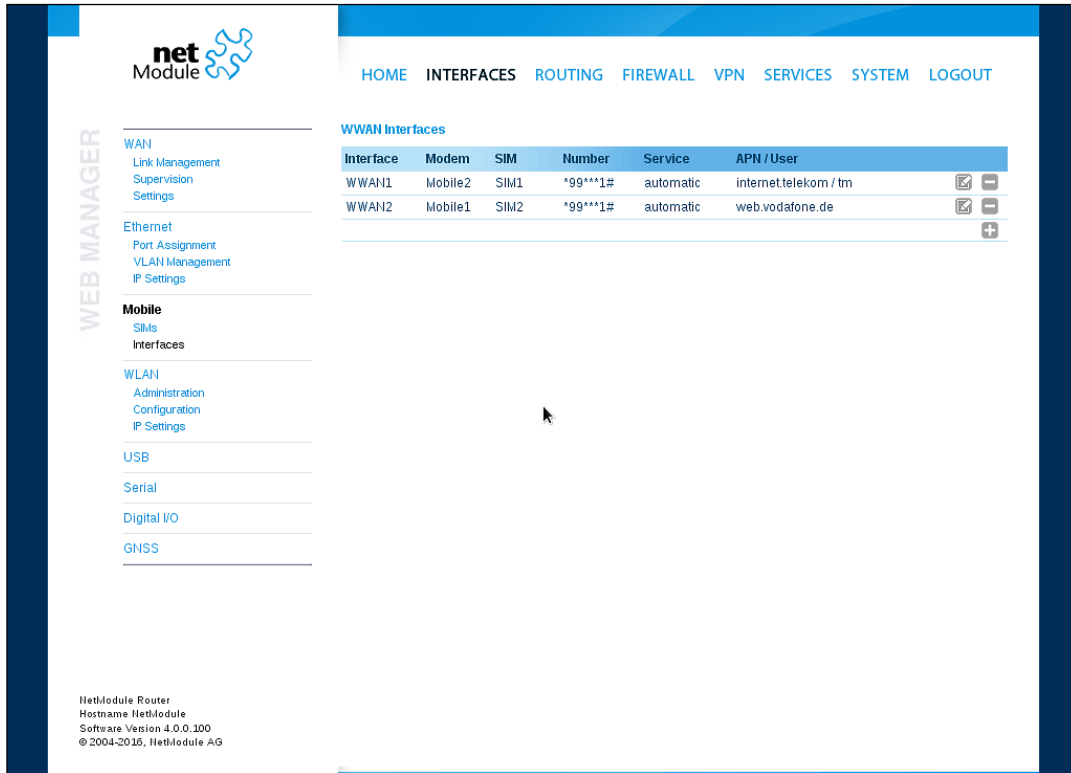 net
Module
HOME INTERFACES ROUTING FIREWALL VPN SERVICES SYSTEM LOGOUT
WEB MANAGER
WAN
Link Management
Supervision
Settings
Ethernet
Port Assignment
VLAN Management
IP Settings
Mobile
SIMs
Interfaces
WLAN
Administration
Configuration
IP Settings
USB
Serial
Digital I/O
GNSS
WWAN Interfaces
Interface Modem SIM Number Service APN / User
WWAN1 Mobile2 SIM1 *99***1# automatic internet.telekom / tm
WWAN2 Mobile1 SIM2 *99***1# automatic web.vodafone.de
NetModule Router
Hostname NetModule
Software Version 4.0.0.100
© 2004-2016, NetModule AG